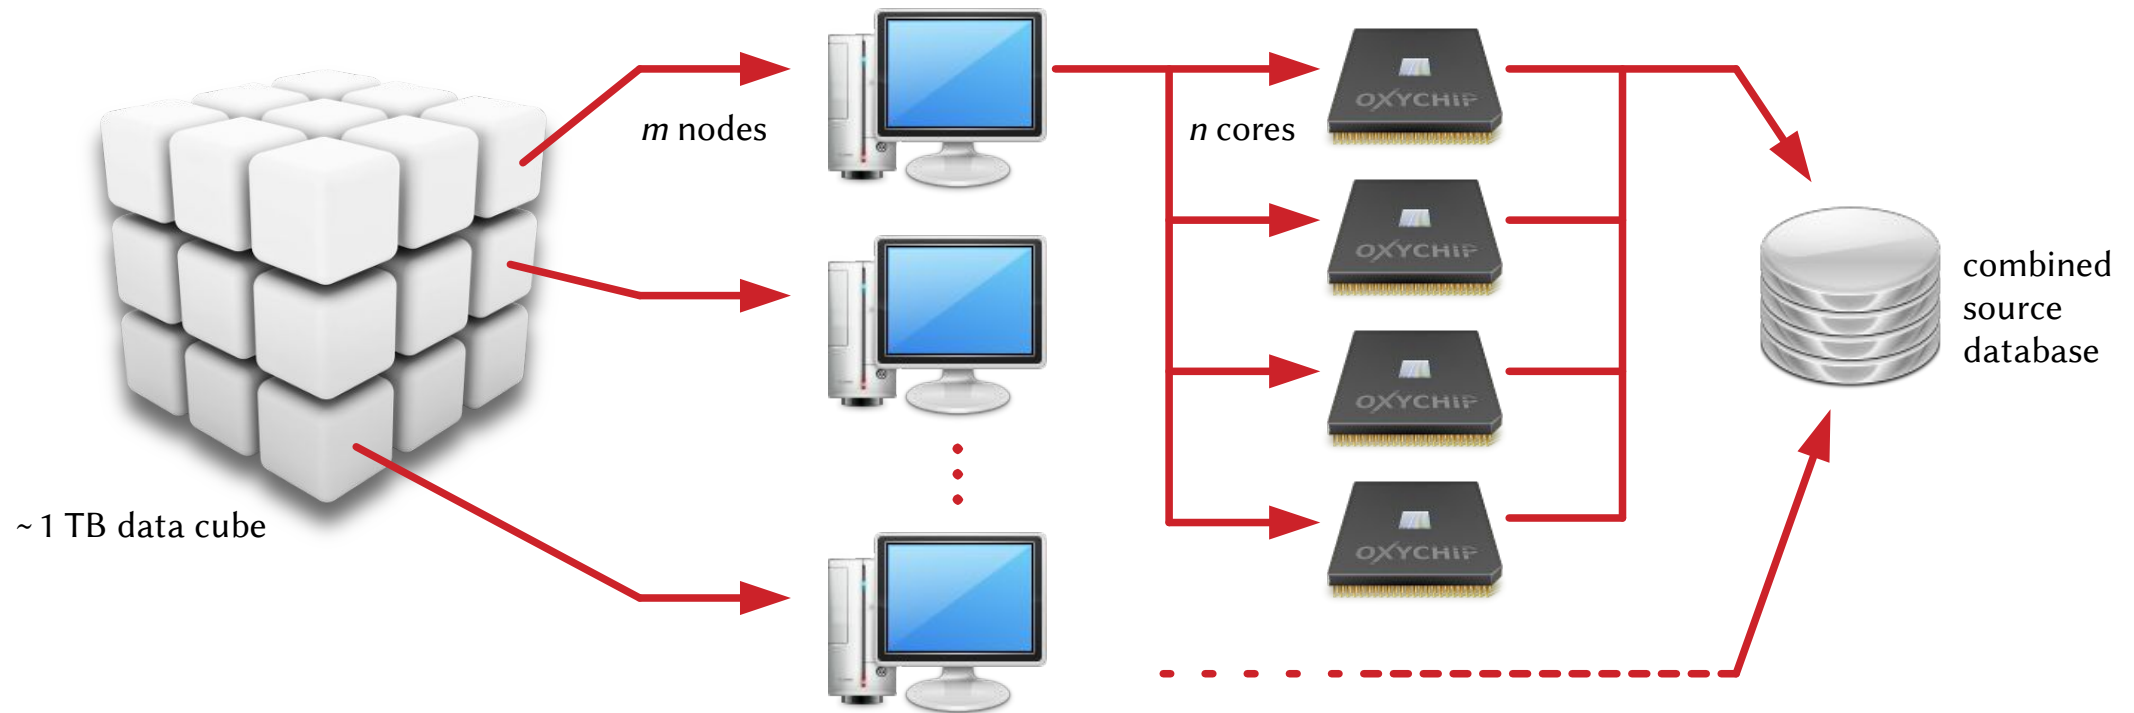 m nodes
n cores
OXYCHIP
OXYCHIP
OXYCHIP
OXYCHIP
combined
source
database
~ 1 TB data cube